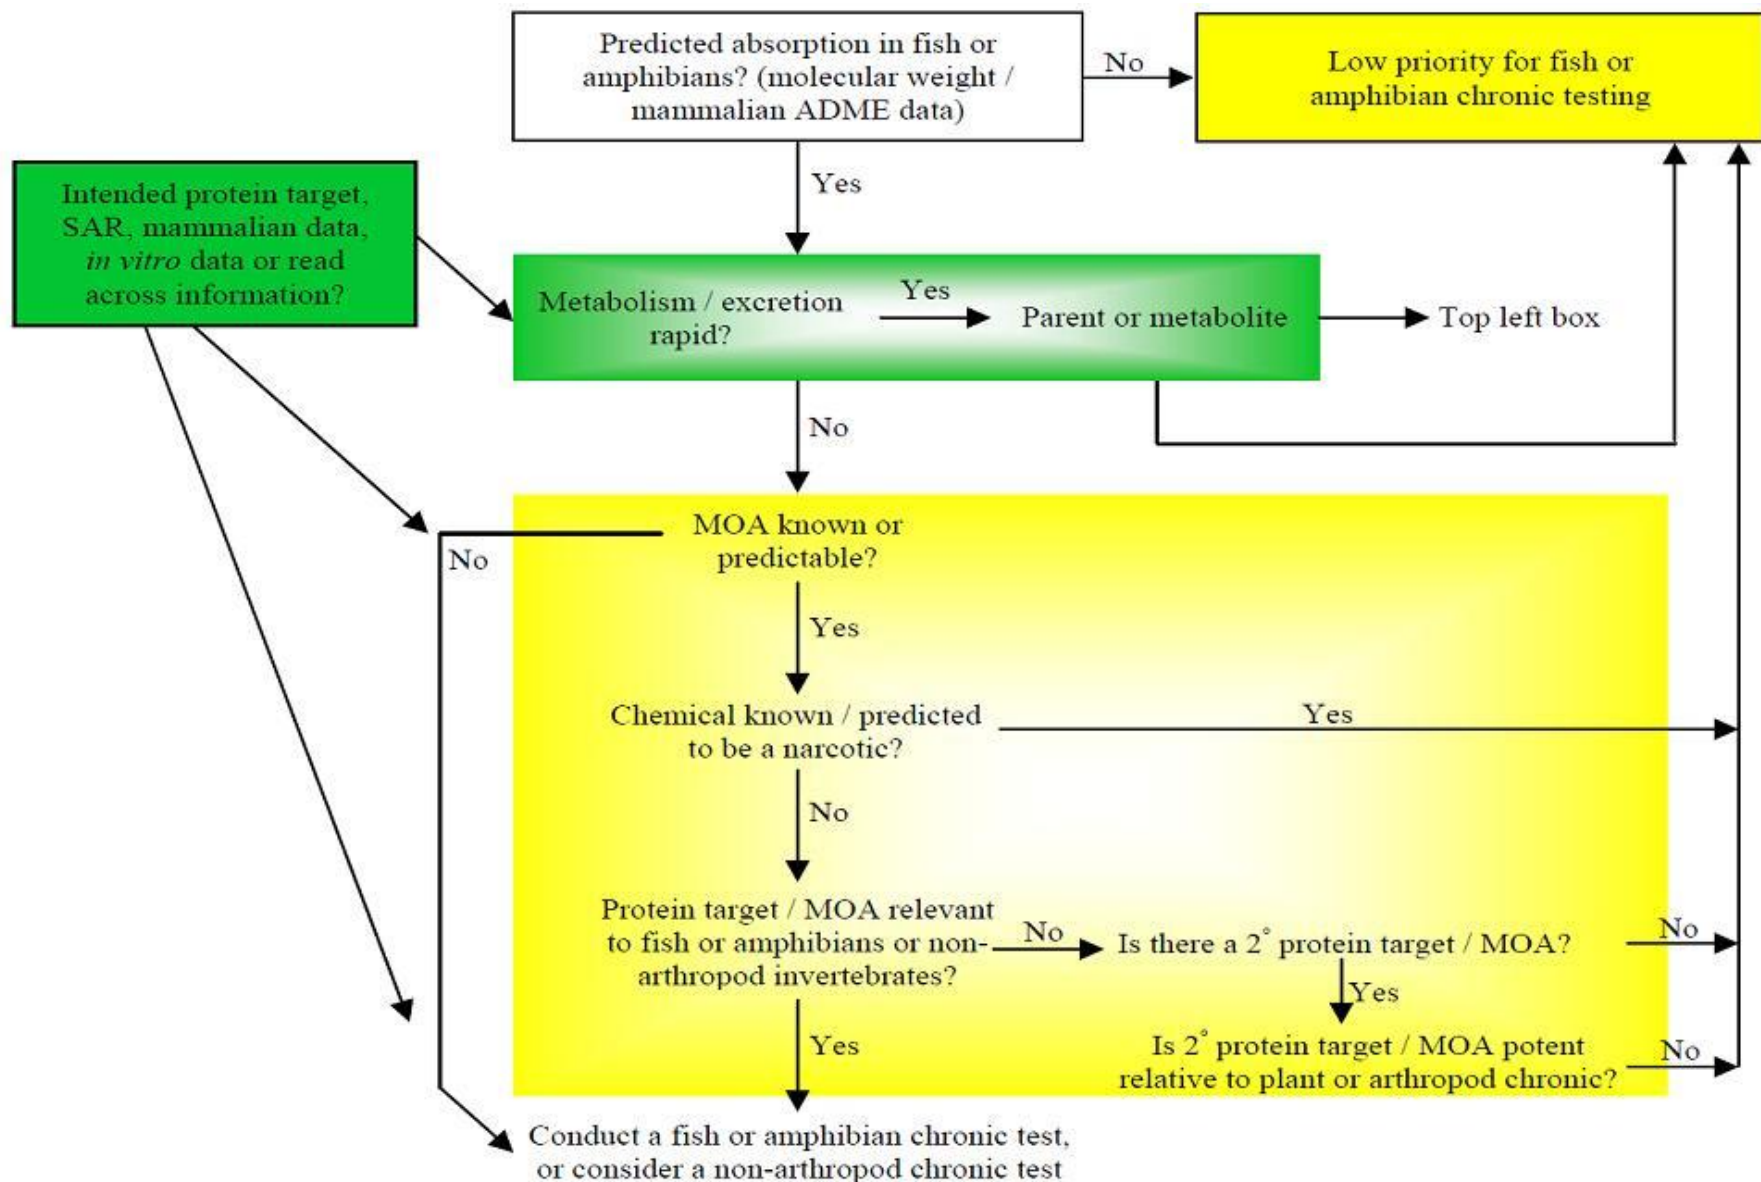 Predicted absorption in fish or
amphibians? (molecular weight /
mammalian ADME data)
No
Low priority for fish or
amphibian chronic testing
Yes
Intended protein target,
SAR, mammalian data,
in vitro data or read
across information?
Metabolism / excretion
rapid?
Yes
Parent or metabolite
Top left box
No
MOA known or
predictable?
No
Yes
Chemical known / predicted
to be a narcotic?
Yes
No
Protein target / MOA relevant
to fish or amphibians or non-
arthropod invertebrates?
No
Is there a 2° protein target / MOA?
No
Yes
Yes
Is 2° protein target / MOA potent
relative to plant or arthropod chronic?
No
Conduct a fish or amphibian chronic test,
or consider a non-arthropod chronic test